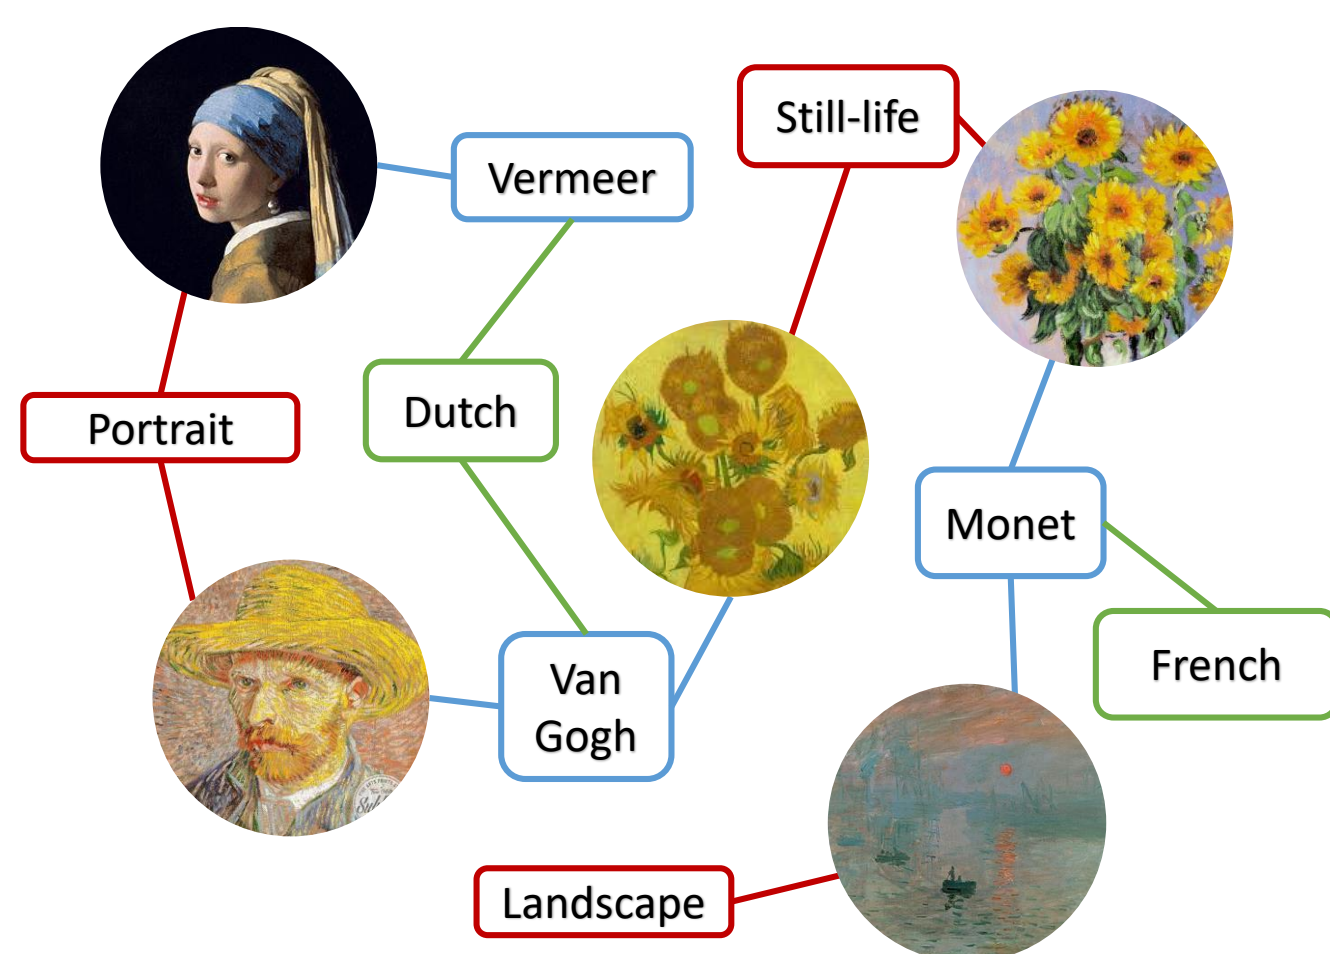 Still-life
Vermeer
Dutch
Portrait
Monet
French
Van
Gogh
Landscape